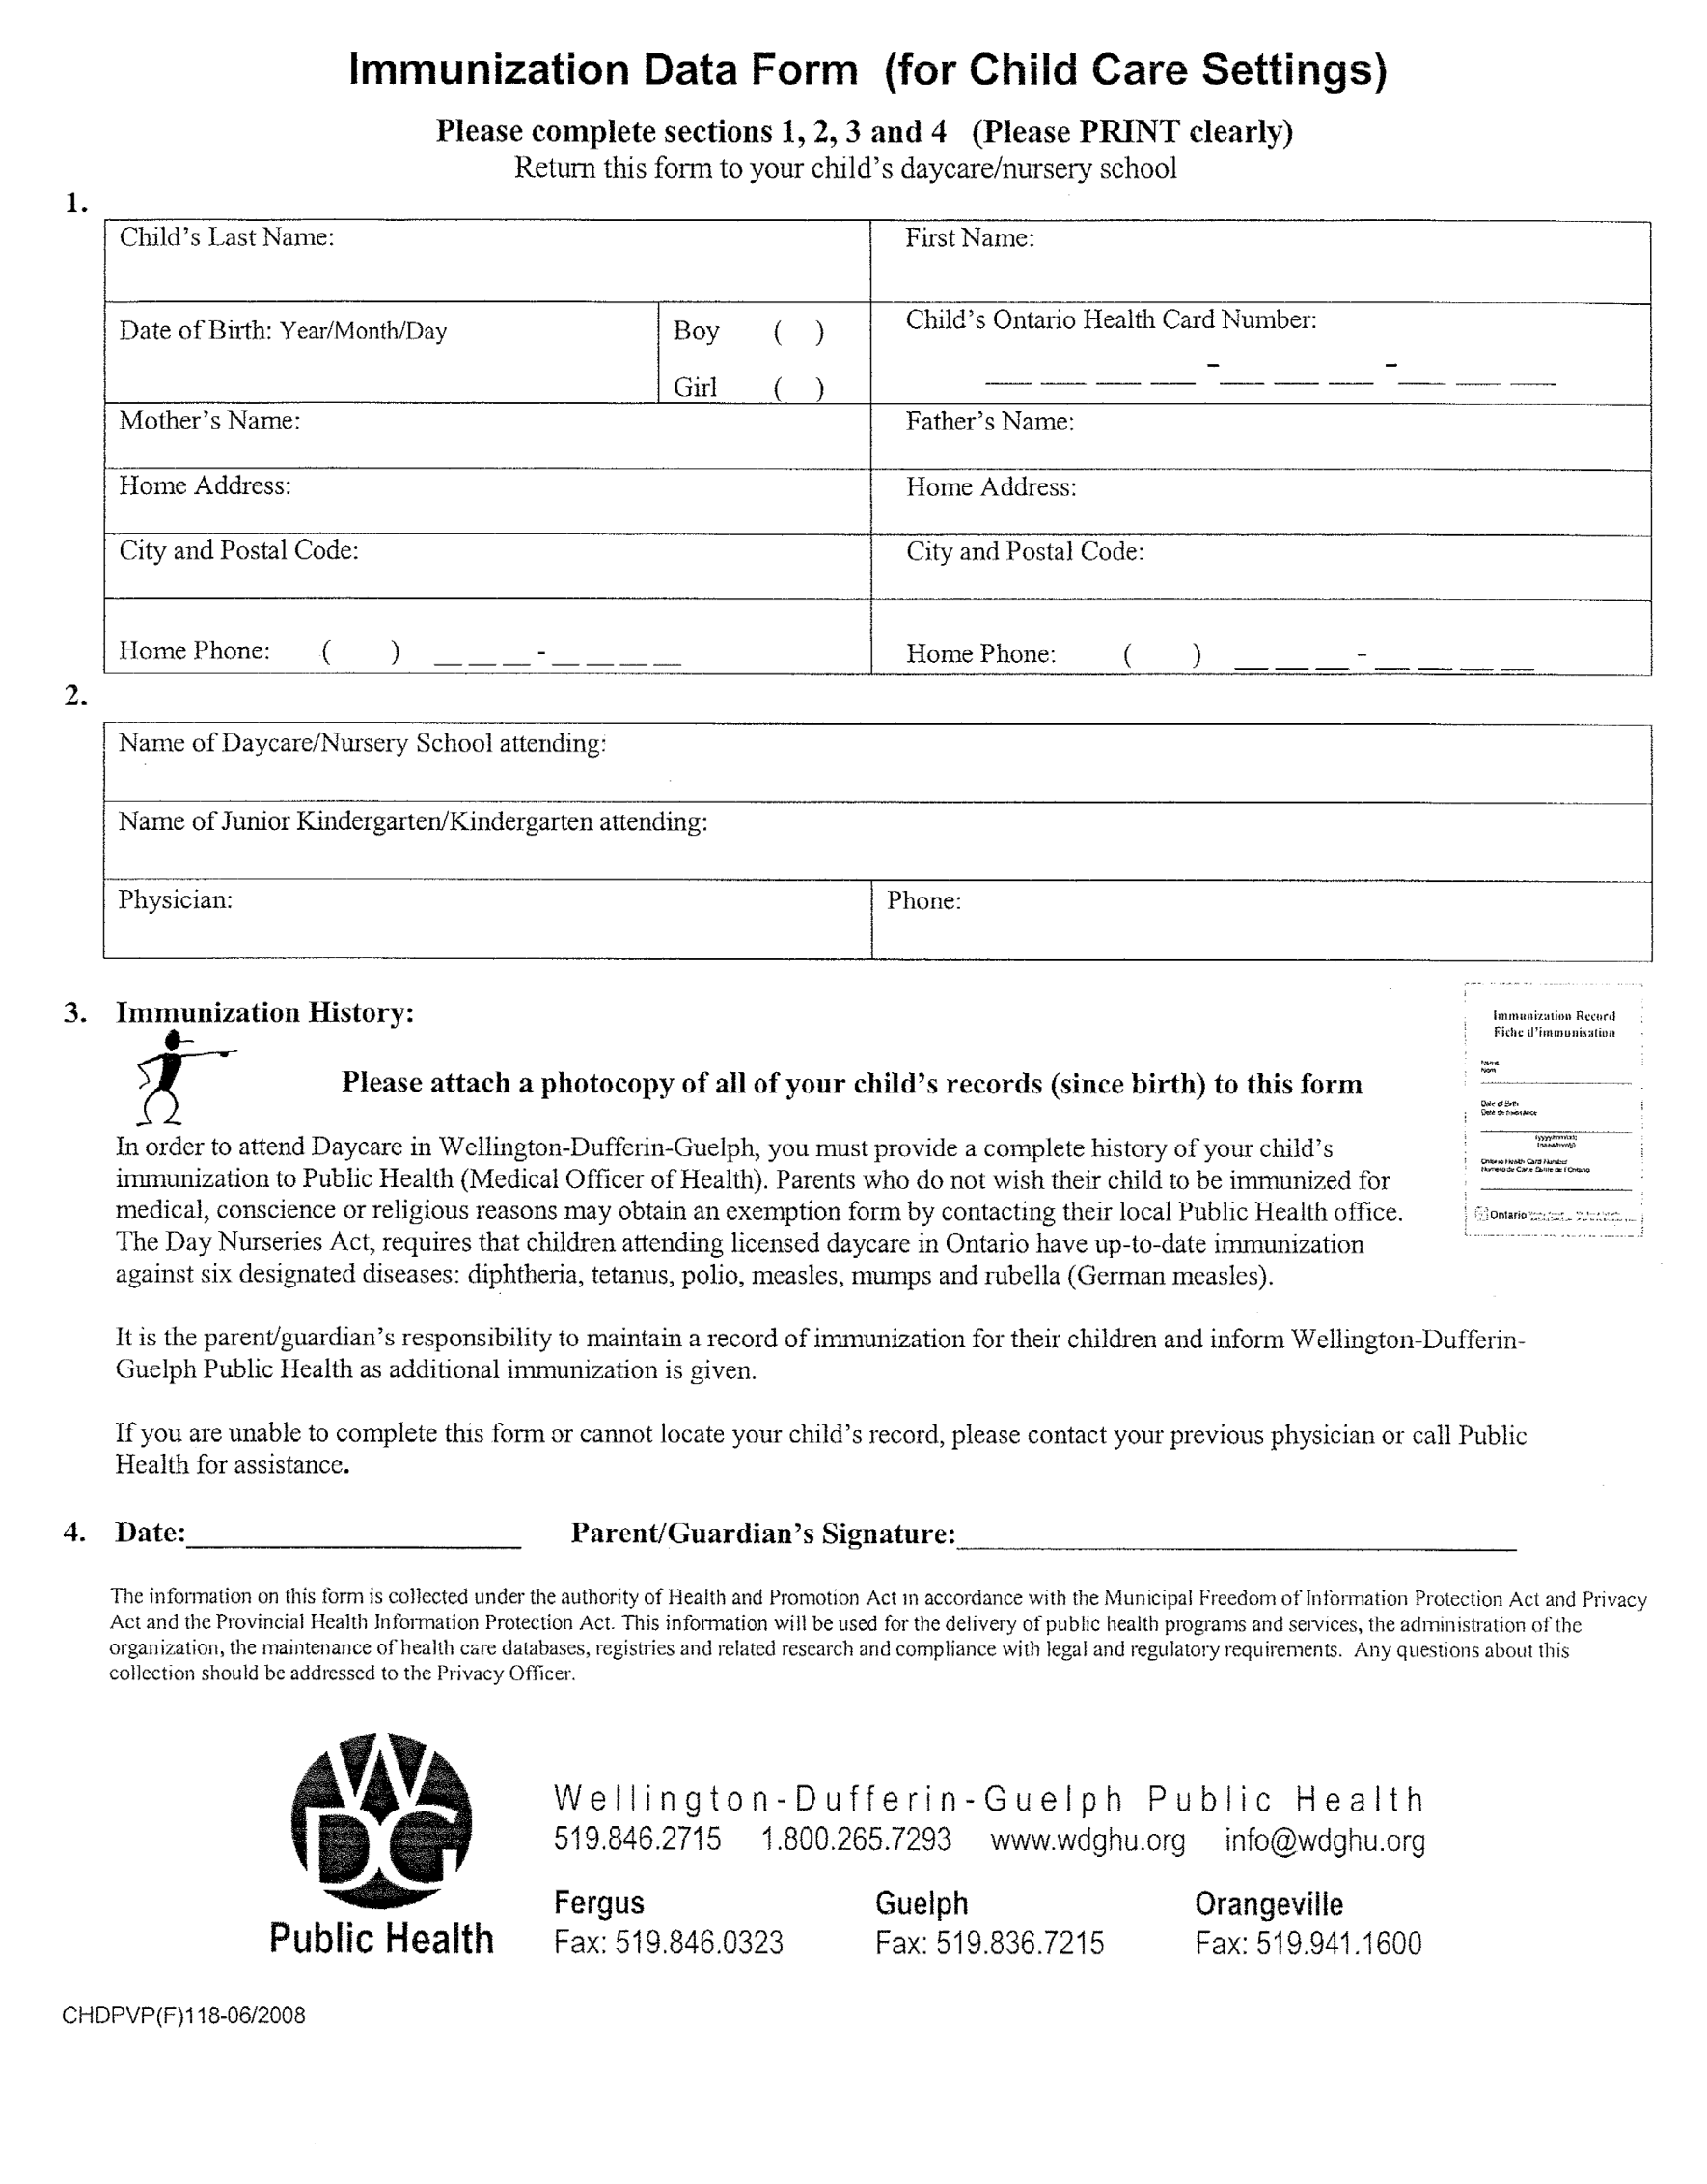 Immunization Data Form (for Child Care Settings)
Please complete sections 1, 2, 3 and 4 (Please PRINT clearly)
Return this form to your child's daycare/nursery school
1.
Child's Last Name:
First Name:
Date of Birth: Year/Month/Day
Boy ( )
Girl ( )
Child's Ontario Health Card Number:
_ _ _ _ - _ _ _ - _ _ _
Mother's Name:
Father's Name:
Home Address:
Home Address:
City and Postal Code:
City and Postal Code:
Home Phone: ( ) _ _ _ - _ _ _ _
Home Phone: ( ) _ _ _ - _ _ _ _
2.
Name of Daycare/Nursery School attending:
Name of Junior Kindergarten/Kindergarten attending:
Physician:
Phone:
3. Immunization History:
Please attach a photocopy of all of your child's records (since birth) to this form
Immunization Record
Fiche d'immunisation
Name
Nom
Date of Birth
Date de naissance
Ontario Health Card Number
Numéro de Carte Santé de l'Ontario
Ontario
In order to attend Daycare in Wellington-Dufferin-Guelph, you must provide a complete history of your child's
immunization to Public Health (Medical Officer of Health). Parents who do not wish their child to be immunized for
medical, conscience or religious reasons may obtain an exemption form by contacting their local Public Health office.
The Day Nurseries Act, requires that children attending licensed daycare in Ontario have up-to-date immunization
against six designated diseases: diphtheria, tetanus, polio, measles, mumps and rubella (German measles).
It is the parent/guardian's responsibility to maintain a record of immunization for their children and inform Wellington-Dufferin-
Guelph Public Health as additional immunization is given.
If you are unable to complete this form or cannot locate your child's record, please contact your previous physician or call Public
Health for assistance.
4. Date:
Parent/Guardian's Signature:
The information on this form is collected under the authority of Health and Promotion Act in accordance with the Municipal Freedom of Information Protection Act and Privacy
Act and the Provincial Health Information Protection Act. This information will be used for the delivery of public health programs and services, the administration of the
organization, the maintenance of health care databases, registries and related research and compliance with legal and regulatory requirements. Any questions about this
collection should be addressed to the Privacy Officer.
WDG
Public Health
Wellington-Dufferin-Guelph Public Health
519.846.2715 1.800.265.7293 www.wdghu.org info@wdghu.org
Fergus Guelph Orangeville
Fax: 519.846.0323 Fax: 519.836.7215 Fax: 519.941.1600
CHDPVP(F)118-06/2008